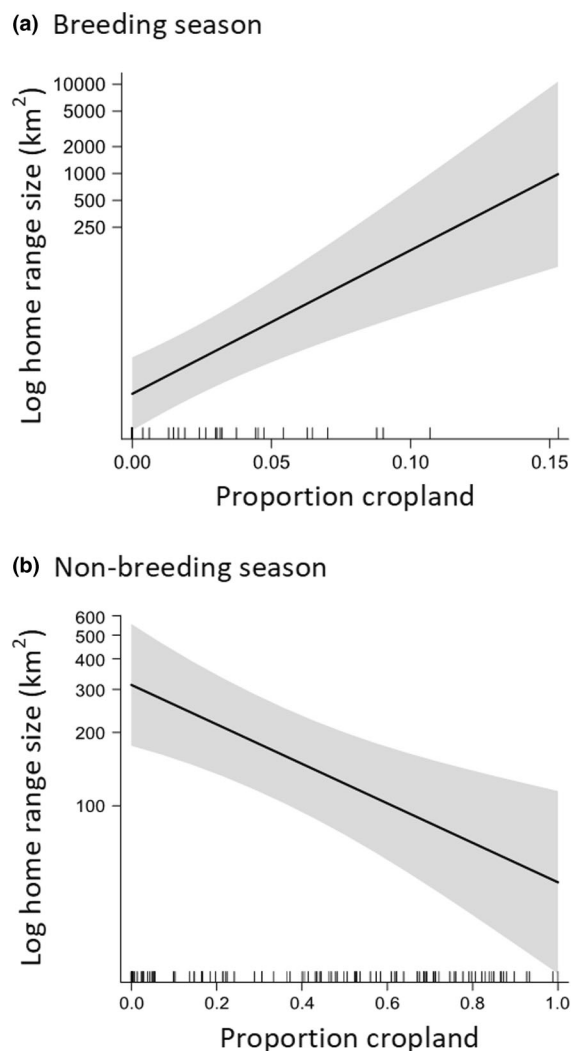 (a) Breeding season
10000
5000
2000
1000
500
250
Log home range size (km²)
0.00 0.05 0.10 0.15
Proportion cropland
(b) Non-breeding season
600
500
400
300
200
100
Log home range size (km²)
0.0 0.2 0.4 0.6 0.8 1.0
Proportion cropland